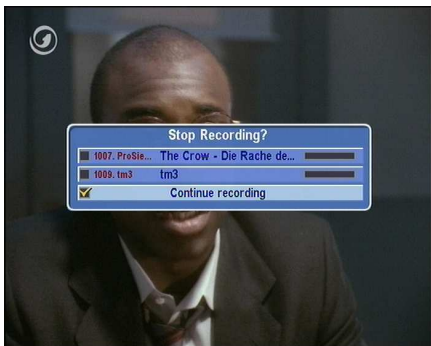 Stop Recording?
1007. ProSie... The Crow - Die Rache de...
1009. tm3 tm3
Continue recording